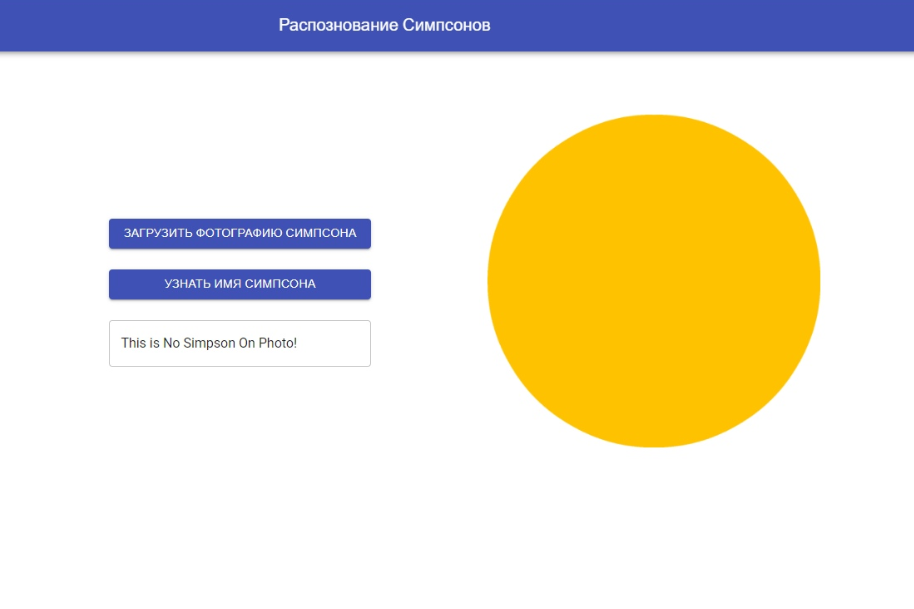 Распознование Симпсонов
ЗАГРУЗИТЬ ФОТОГРАФИЮ СИМПСОНА
УЗНАТЬ ИМЯ СИМПСОНА
This is No Simpson On Photo!